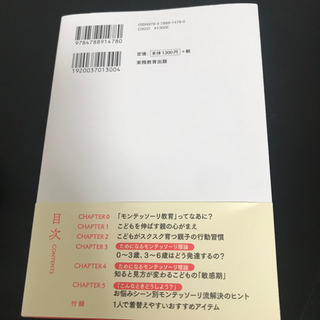 9784788914780
1920037013004
ISBN978-4-7889-1478-0
C0037 ¥1300E
定価: 本体1300円 +税
実務教育出版
目次
CONTENTS
CHAPTER 0 「モンテッソーリ教育」ってなあに?
CHAPTER 1 こどもを伸ばす親の心がまえ
CHAPTER 2 こどもがスクスク育つ親子の行動習慣
CHAPTER 3 ためになるモンテッソーリ理論
0〜3歳、3〜6歳はどう発達するの?
CHAPTER 4 ためになるモンテッソーリ理論
知ると見方が変わるこどもの「敏感期」
CHAPTER 5 「こんなときどうしよう?」
お悩みシーン別モンテッソーリ流解決のヒント
付録 1人で着替えやすいおすすめアイテム